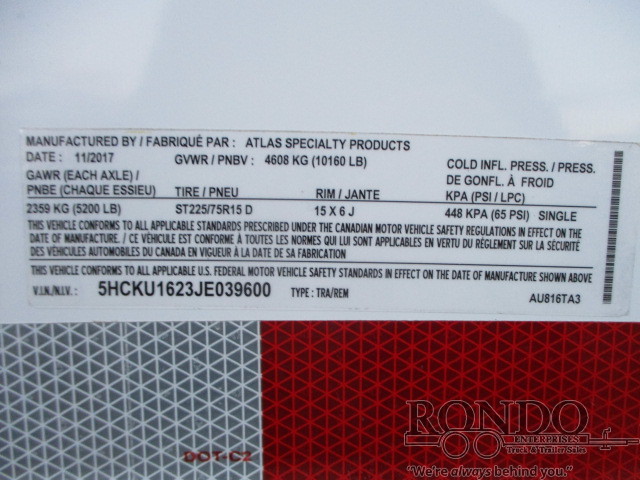 MANUFACTURED BY / FABRIQUÉ PAR : ATLAS SPECIALTY PRODUCTS
DATE : 11/2017 GVWR / PNBV : 4608 KG (10160 LB)
GAWR (EACH AXLE) / COLD INFL. PRESS. / PRESS.
PNBE (CHAQUE ESSIEU) TIRE / PNEU RIM / JANTE DE GONFL. À FROID
KPA (PSI / LPC)
2359 KG (5200 LB) ST225/75R15 D 15 X 6 J 448 KPA (65 PSI) SINGLE
THIS VEHICLE CONFORMS TO ALL APPLICABLE STANDARDS PRESCRIBED UNDER THE CANADIAN MOTOR VEHICLE SAFETY REGULATIONS IN EFFECT ON THE
DATE OF MANUFACTURE. / CE VÉHICULE EST CONFORME À TOUTES LES NORMES QUI LUI SONT APPLICABLES EN VERTU DU RÈGLEMENT SUR LA SÉCURITÉ
DES VÉHICULES AUTOMOBILES DU CANADA EN VIGUEUR À LA DATE DE SA FABRICATION
THIS VEHICLE CONFORMS TO ALL APPLICABLE U.S. FEDERAL MOTOR VEHICLE SAFETY STANDARDS IN EFFECT ON THE DATE OF MANUFACTURE SHOWN ABOVE
V.I.N./N.I.V. : 5HCKU1623JE039600 TYPE : TRA/REM AU816TA3
DOT-C2
RONDO
ENTERPRISES
Truck & Trailer Sales
"We're always behind you."